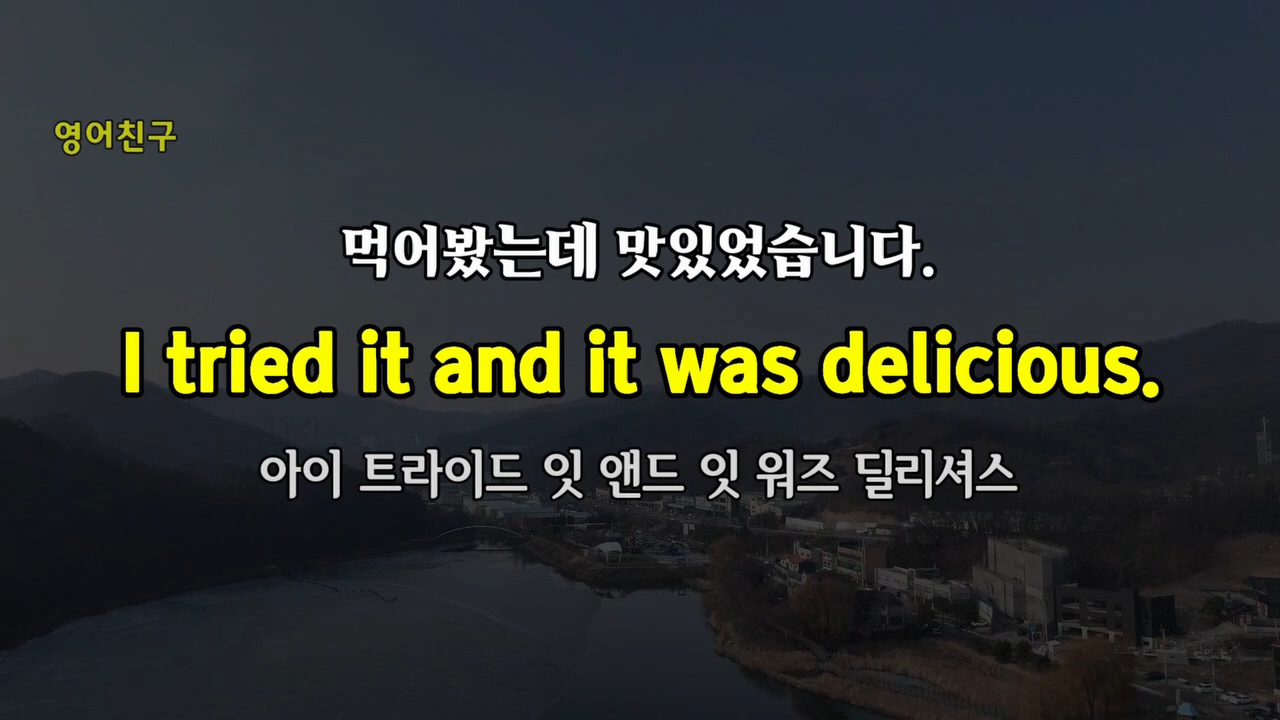 영어친구
먹어봤는데 맛있었습니다.
I tried it and it was delicious.
아이 트라이드 잇 앤드 잇 워즈 딜리셔스